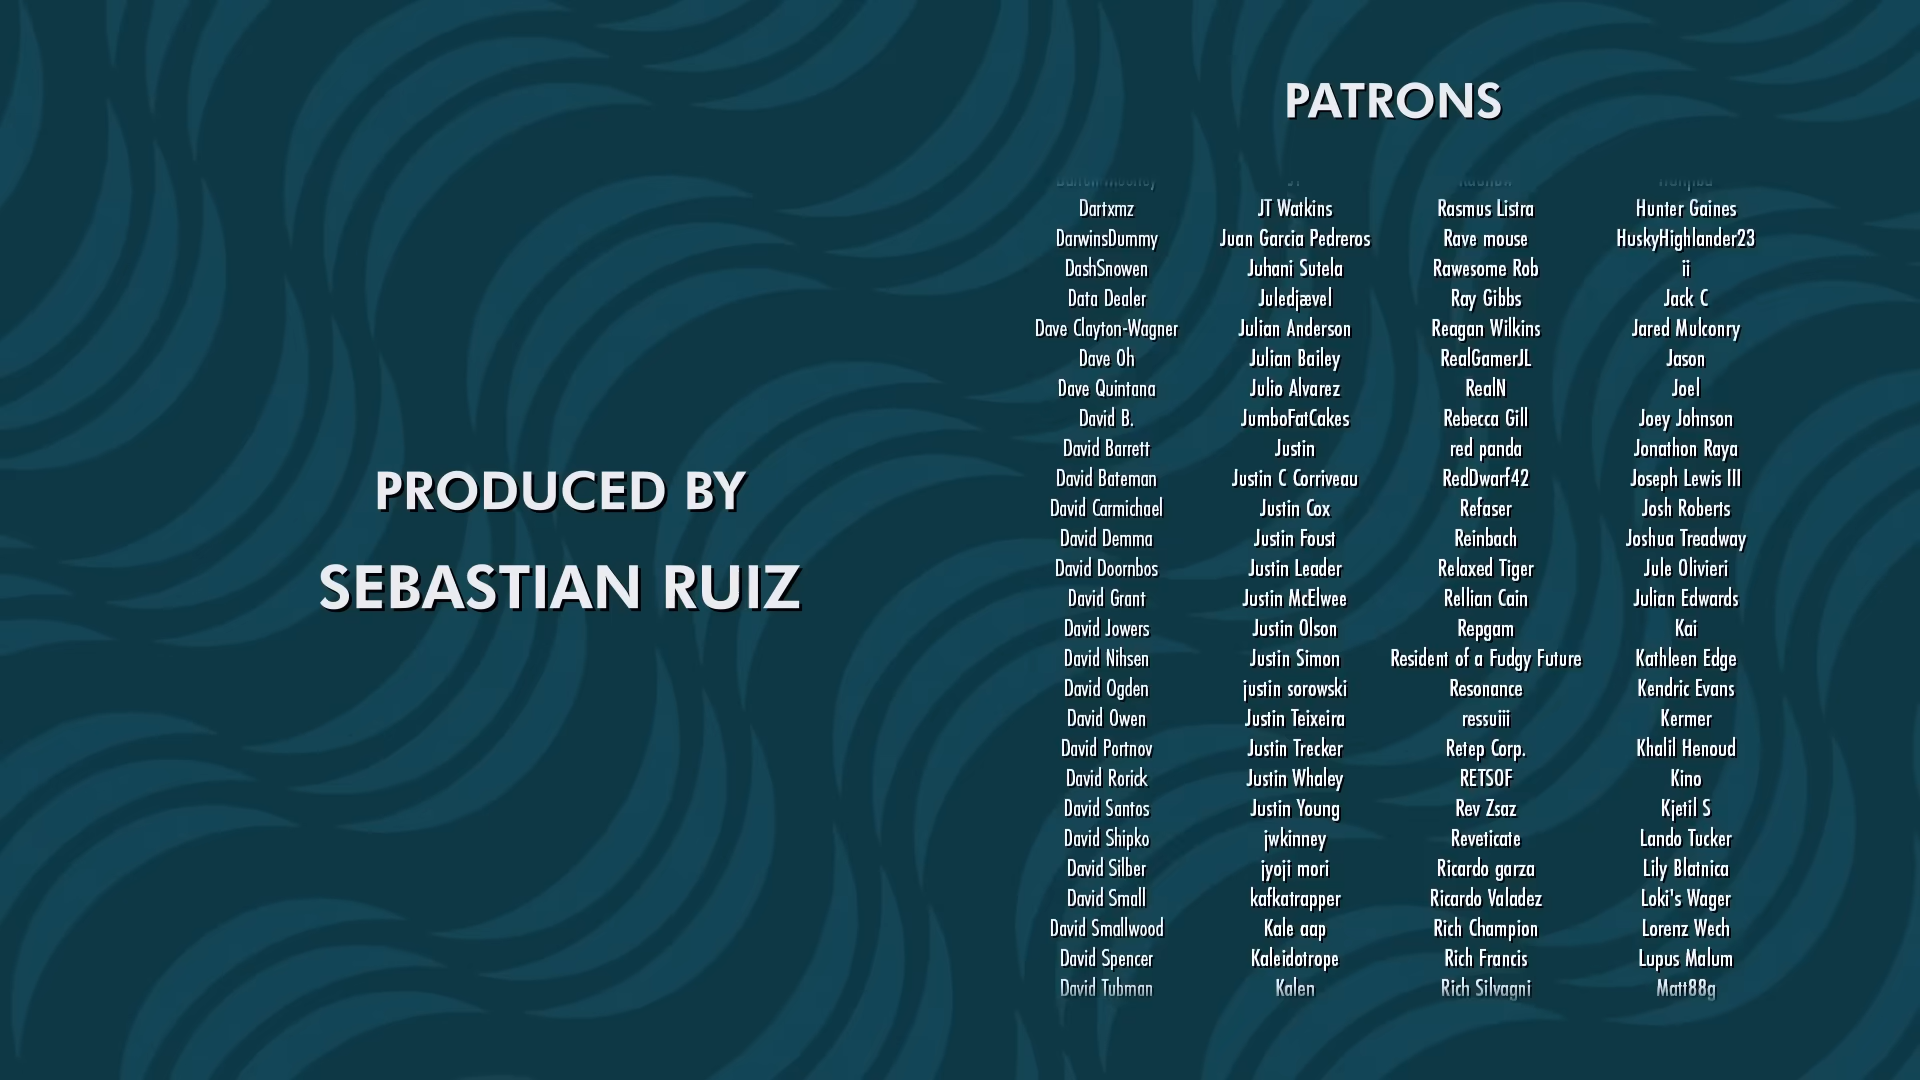 PATRONS
PRODUCED BY
SEBASTIAN RUIZ
Dartxmz
DarwinsDummy
DashSnowen
Data Dealer
Dave Clayton-Wagner
Dave Oh
Dave Quintana
David B.
David Barrett
David Bateman
David Carmichael
David Demma
David Doornbos
David Grant
David Jowers
David Nihsen
David Ogden
David Owen
David Portnov
David Rorick
David Santos
David Shipko
David Silber
David Small
David Smallwood
David Spencer
David Tubman
JT
JT Watkins
Juan Garcia Pedreros
Juhani Sutela
Juledjævel
Julian Anderson
Julian Bailey
Julio Alvarez
JumboFatCakes
Justin
Justin C Corriveau
Justin Cox
Justin Foust
Justin Leader
Justin McElwee
Justin Olson
Justin Simon
justin sorowski
Justin Teixeira
Justin Trecker
Justin Whaley
Justin Young
jwkinney
jyoji mori
kafkatrapper
Kale aap
Kaleidotrope
Kalen
Rasmus Listra
Rave mouse
Rawesome Rob
Ray Gibbs
Reagan Wilkins
RealGamerJL
RealN
Rebecca Gill
red panda
RedDwarf42
Refaser
Reinbach
Relaxed Tiger
Rellian Cain
Repgam
Resident of a Fudgy Future
Resonance
ressuiii
Retep Corp.
RETSOF
Rev Zsaz
Reveticate
Ricardo garza
Ricardo Valadez
Rich Champion
Rich Francis
Rich Silvagni
Hunter Gaines
HuskyHighlander23
ii
Jack C
Jared Mulconry
Jason
Joel
Joey Johnson
Jonathon Raya
Joseph Lewis III
Josh Roberts
Joshua Treadway
Jule Olivieri
Julian Edwards
Kai
Kathleen Edge
Kendric Evans
Kermer
Khalil Henoud
Kino
Kjetil S
Lando Tucker
Lily Blatnica
Loki's Wager
Lorenz Wech
Lupus Malum
Matt88g